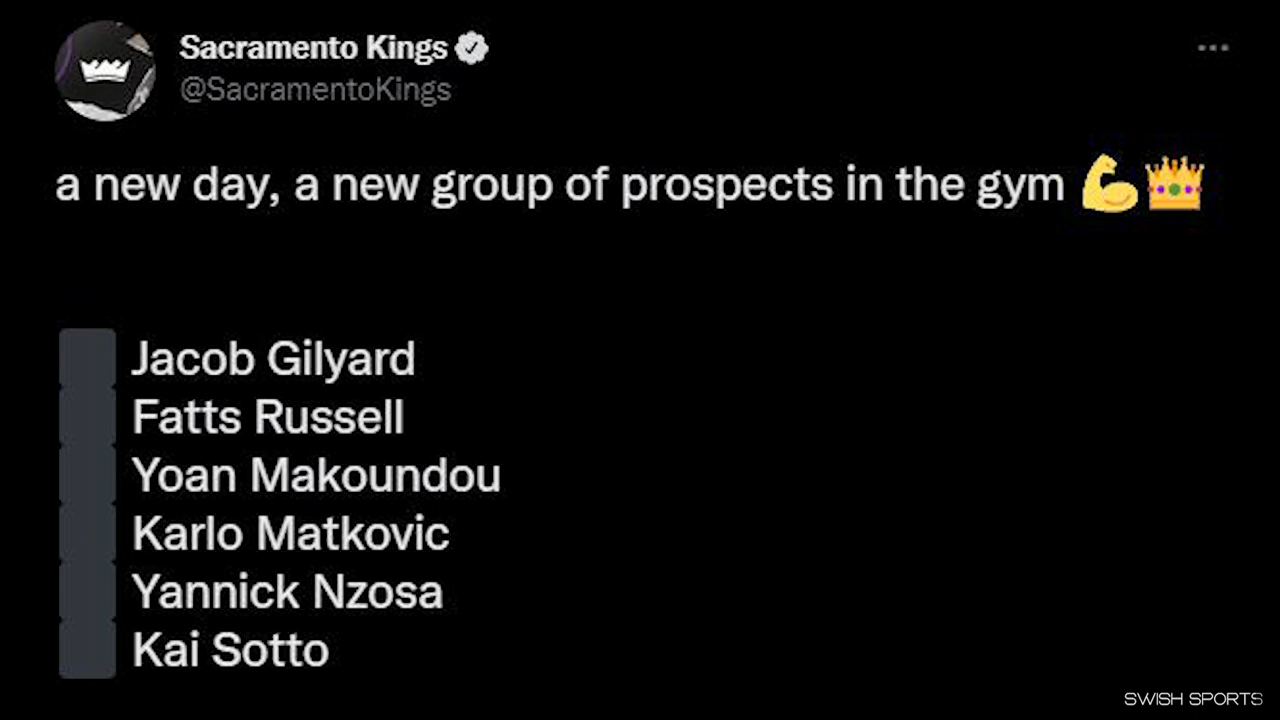 Sacramento Kings
@SacramentoKings
a new day, a new group of prospects in the gym 💪👑
Jacob Gilyard
Fatts Russell
Yoan Makoundou
Karlo Matkovic
Yannick Nzosa
Kai Sotto
SWISH SPORTS